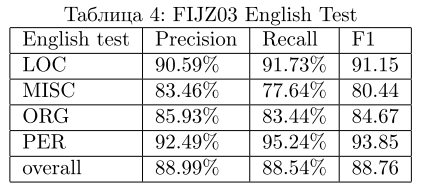 Таблица 4: FIJZ03 English Test
English test Precision Recall F1
LOC 90.59% 91.73% 91.15
MISC 83.46% 77.64% 80.44
ORG 85.93% 83.44% 84.67
PER 92.49% 95.24% 93.85
overall 88.99% 88.54% 88.76